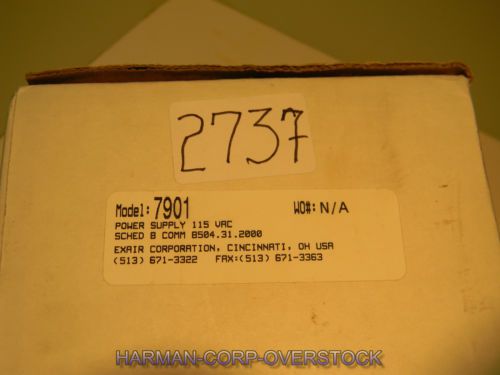 2737
Model: 7901 WO#: N/A
POWER SUPPLY 115 VAC
SCHED B COMM 8504.31.2000
EXAIR CORPORATION, CINCINNATI, OH USA
(513) 671-3322 FAX:(513) 671-3363
HARMAN-CORP-OVERSTOCK